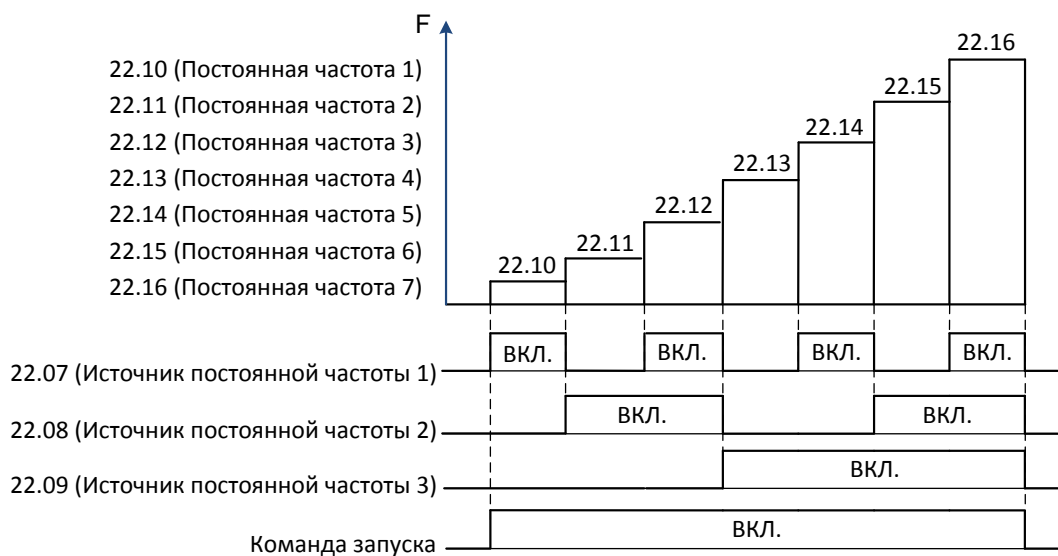 F
22.10 (Постоянная частота 1)
22.11 (Постоянная частота 2)
22.12 (Постоянная частота 3)
22.13 (Постоянная частота 4)
22.14 (Постоянная частота 5)
22.15 (Постоянная частота 6)
22.16 (Постоянная частота 7)
22.10
22.11
22.12
22.13
22.14
22.15
22.16
22.07 (Источник постоянной частоты 1)
ВКЛ.
ВКЛ.
ВКЛ.
ВКЛ.
22.08 (Источник постоянной частоты 2)
ВКЛ.
ВКЛ.
22.09 (Источник постоянной частоты 3)
ВКЛ.
Команда запуска
ВКЛ.